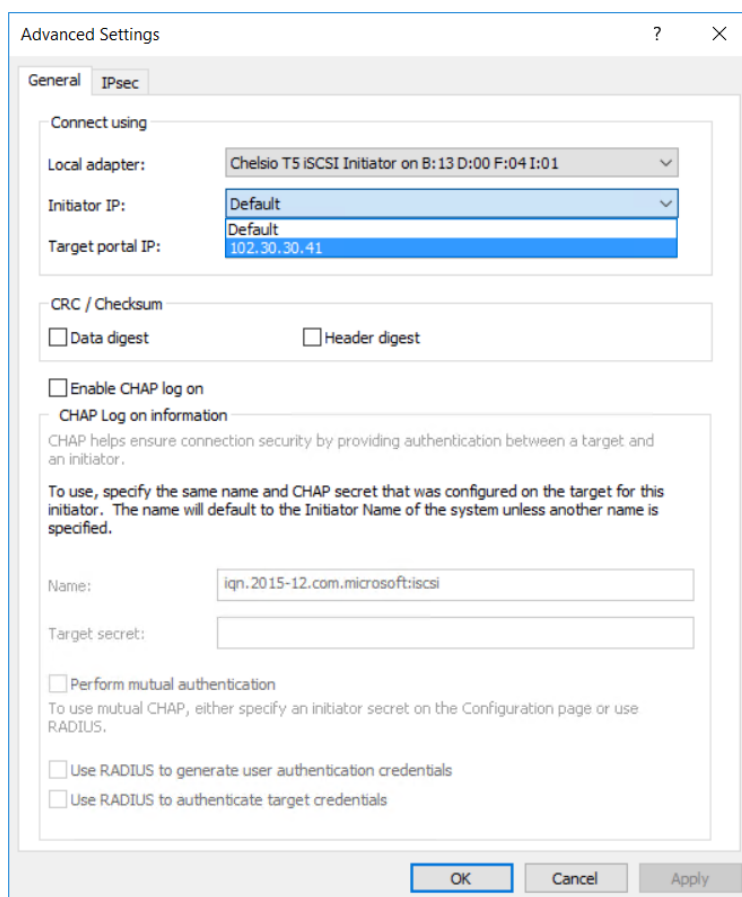 Advanced Settings
?
General
IPsec
Connect using
Local adapter:
Chelsio T5 iSCSI Initiator on B:13 D:00 F:04 I:01
Initiator IP:
Default
Default
Target portal IP:
102.30.30.41
CRC / Checksum
Data digest
Header digest
Enable CHAP log on
CHAP Log on information
CHAP helps ensure connection security by providing authentication between a target and
an initiator.
To use, specify the same name and CHAP secret that was configured on the target for this
initiator. The name will default to the Initiator Name of the system unless another name is
specified.
Name:
iqn.2015-12.com.microsoft:iscsi
Target secret:
Perform mutual authentication
To use mutual CHAP, either specify an initiator secret on the Configuration page or use
RADIUS.
Use RADIUS to generate user authentication credentials
Use RADIUS to authenticate target credentials
OK
Cancel
Apply